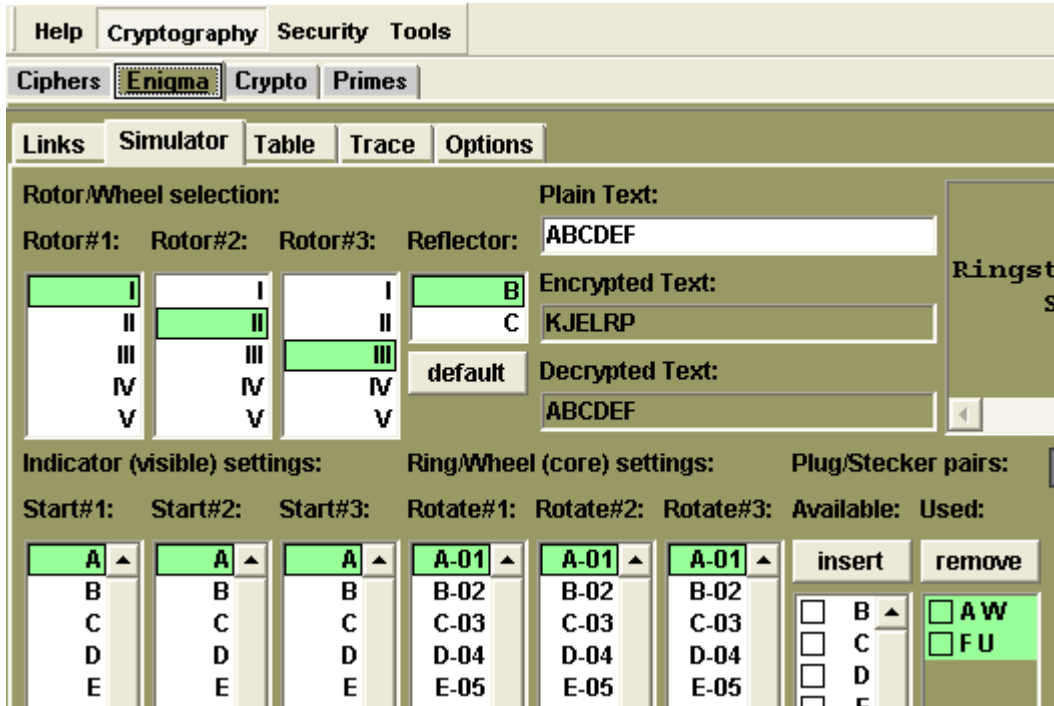 Help Cryptography Security Tools
Ciphers Enigma Crypto Primes
Links Simulator Table Trace Options
Rotor/Wheel selection: Plain Text:
Rotor#1: Rotor#2: Rotor#3: Reflector: ABCDEF
I I I B Encrypted Text:
II II II C KJELRP
III III III default Decrypted Text:
IV IV IV ABCDEF
V V V
Ringst
S
Indicator (visible) settings: Ring/Wheel (core) settings: Plug/Stecker pairs:
Start#1: Start#2: Start#3: Rotate#1: Rotate#2: Rotate#3: Available: Used:
A A A A-01 A-01 A-01 insert remove
B B B B-02 B-02 B-02 B A W
C C C C-03 C-03 C-03 C F U
D D D D-04 D-04 D-04 D
E E E E-05 E-05 E-05